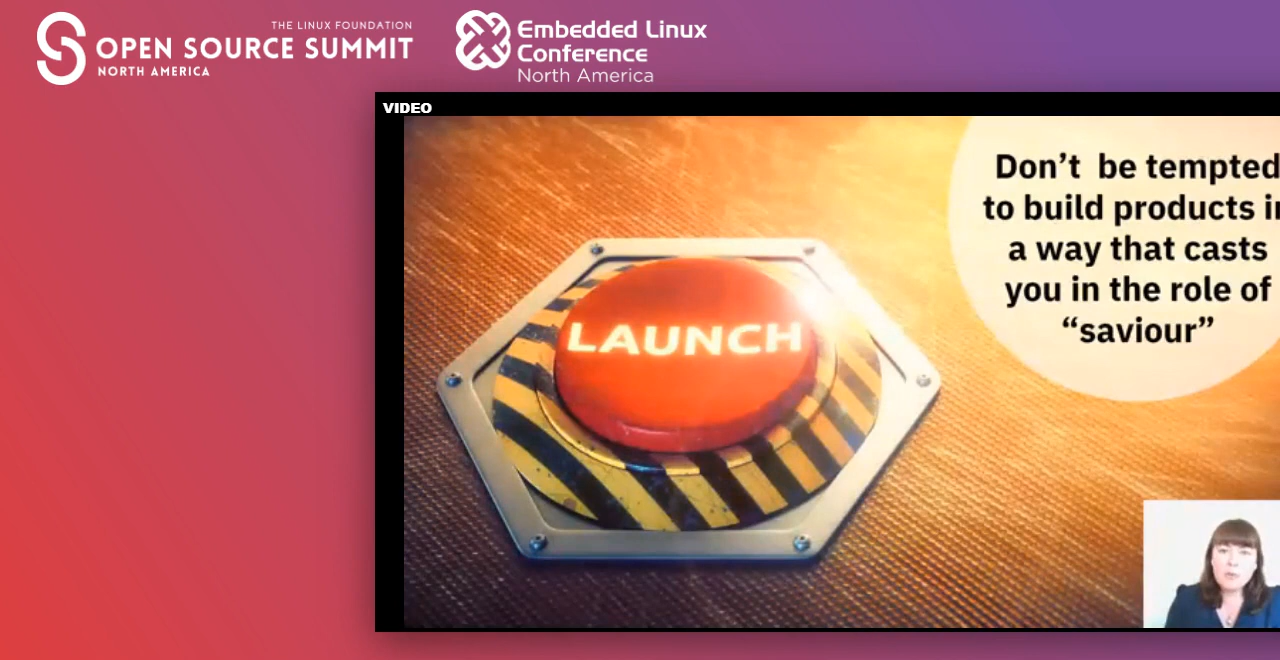 THE LINUX FOUNDATION
OPEN SOURCE SUMMIT
NORTH AMERICA
Embedded Linux
Conference
North America
VIDEO
Don’t be tempted
to build products in
a way that casts
you in the role of
“saviour”
LAUNCH